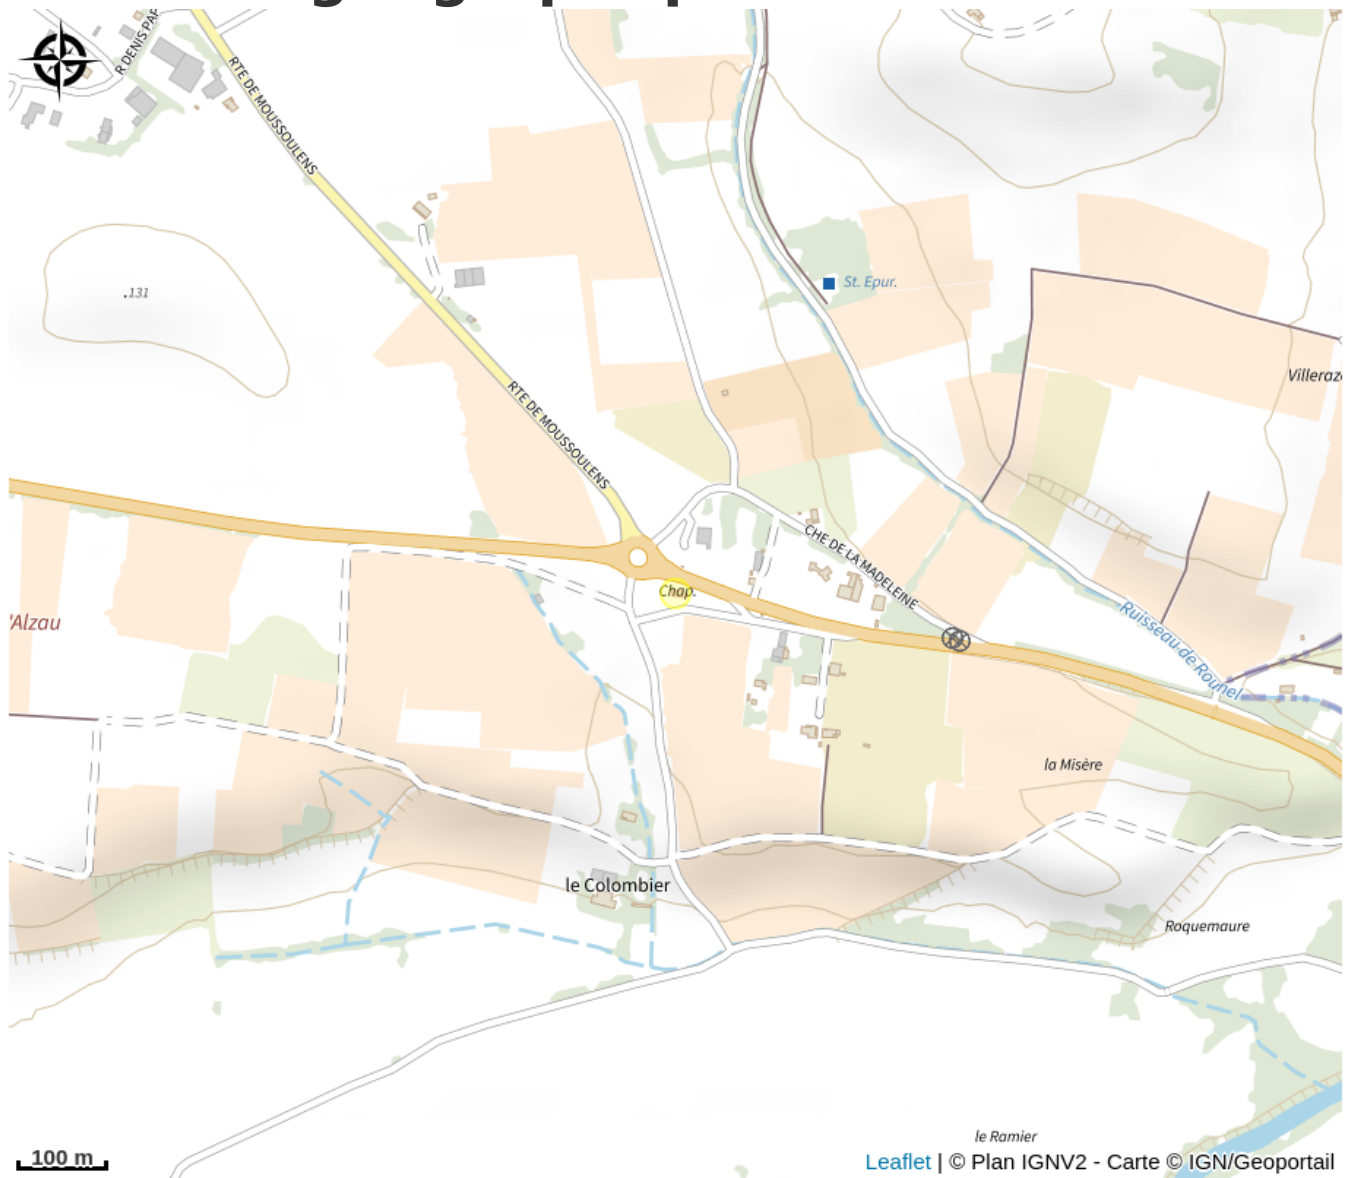 R DENIS PAP
RTE DE MOUSSOULENS
.131
St. Epur.
Villeraz
RTE DE MOUSSOULENS
CHE DE LA MADELEINE
Chap.
'Alzau
Ruisseau de Rounel
la Misère
le Colombier
Roquemaure
le Ramier
100 m
Leaflet | © Plan IGNV2 - Carte © IGN/Geoportail